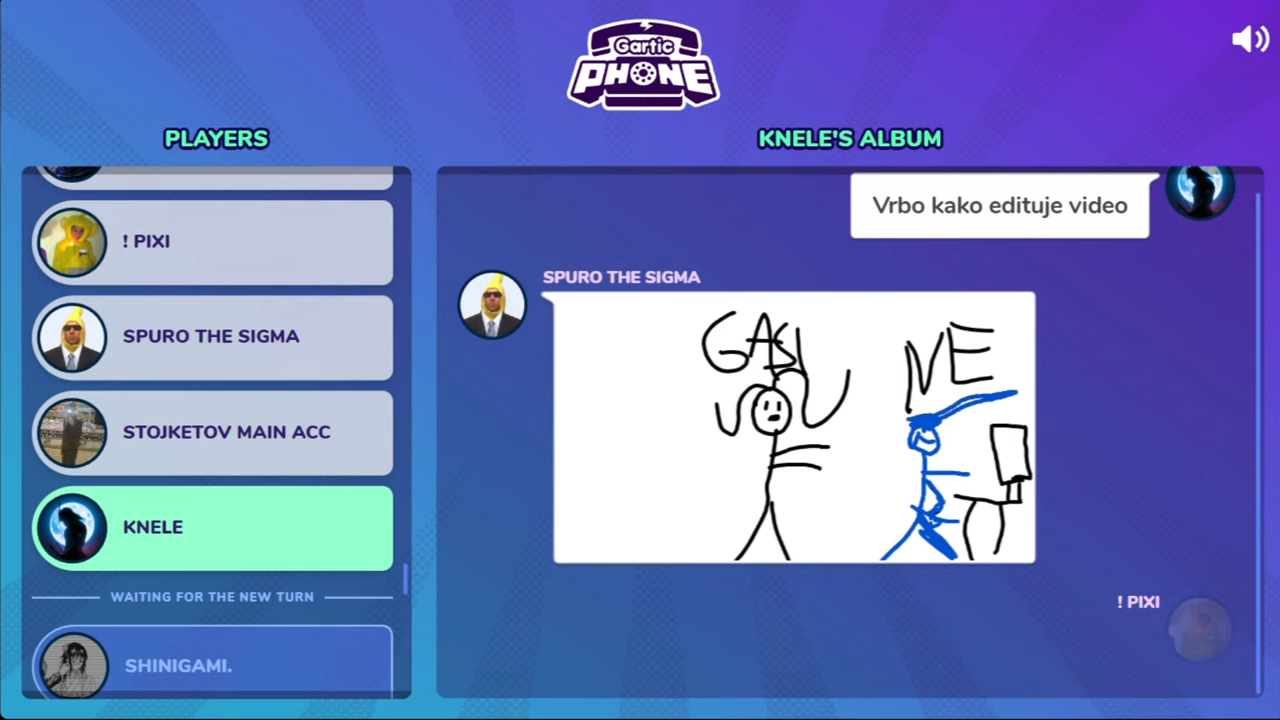 Gartic
PHONE
PLAYERS
! PIXI
SPURO THE SIGMA
STOJKETOV MAIN ACC
KNELE
WAITING FOR THE NEW TURN
SHINIGAMI.
KNELE'S ALBUM
Vrbo kako edituje video
SPURO THE SIGMA
GASI
NE
! PIXI